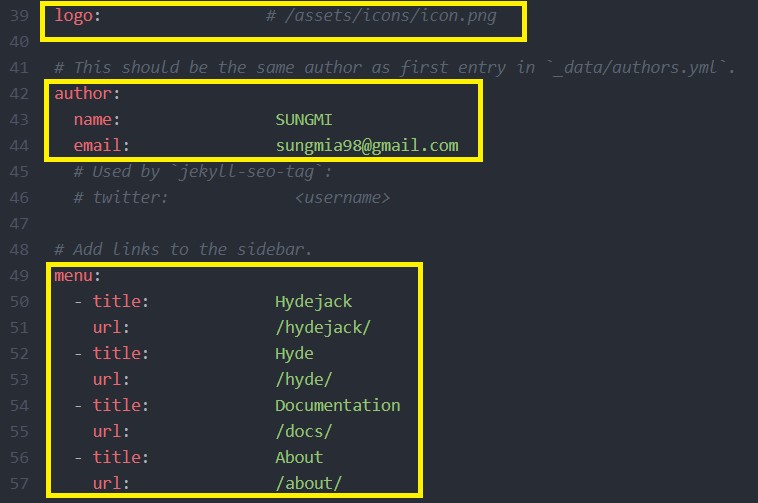 39 logo: # /assets/icons/icon.png
40
41 # This should be the same author as first entry in `_data/authors.yml`.
42 author:
43 name: SUNGMI
44 email: sungmia98@gmail.com
45 # Used by `jekyll-seo-tag`:
46 # twitter: <username>
47
48 # Add links to the sidebar.
49 menu:
50 - title: Hydejack
51 url: /hydejack/
52 - title: Hyde
53 url: /hyde/
54 - title: Documentation
55 url: /docs/
56 - title: About
57 url: /about/